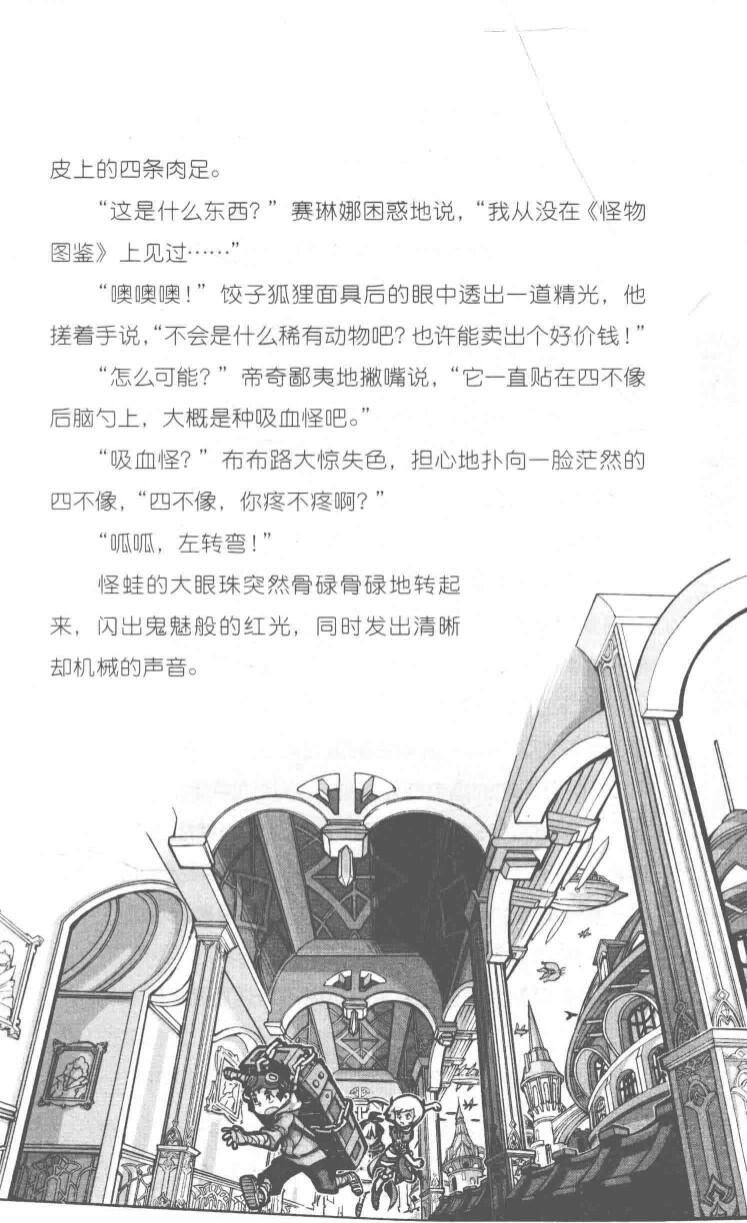 皮上的四条肉足。
“这是什么东西？”赛琳娜困惑地说，“我从没在《怪物
图鉴》上见过……”
“噢噢噢！”饺子狐狸面具后的眼中透出一道精光，他
搓着手说，“不会是什么稀有动物吧？也许能卖出个好价钱！”
“怎么可能？”帝奇鄙夷地撇嘴说，“它一直贴在四不像
后脑勺上，大概是种吸血怪吧。”
“吸血怪？”布布路大惊失色，担心地扑向一脸茫然的
四不像，“四不像，你疼不疼啊？”
“呱呱，左转弯！”
怪蛙的大眼珠突然骨碌骨碌地转起
来，闪出鬼魅般的红光，同时发出清晰
却机械的声音。